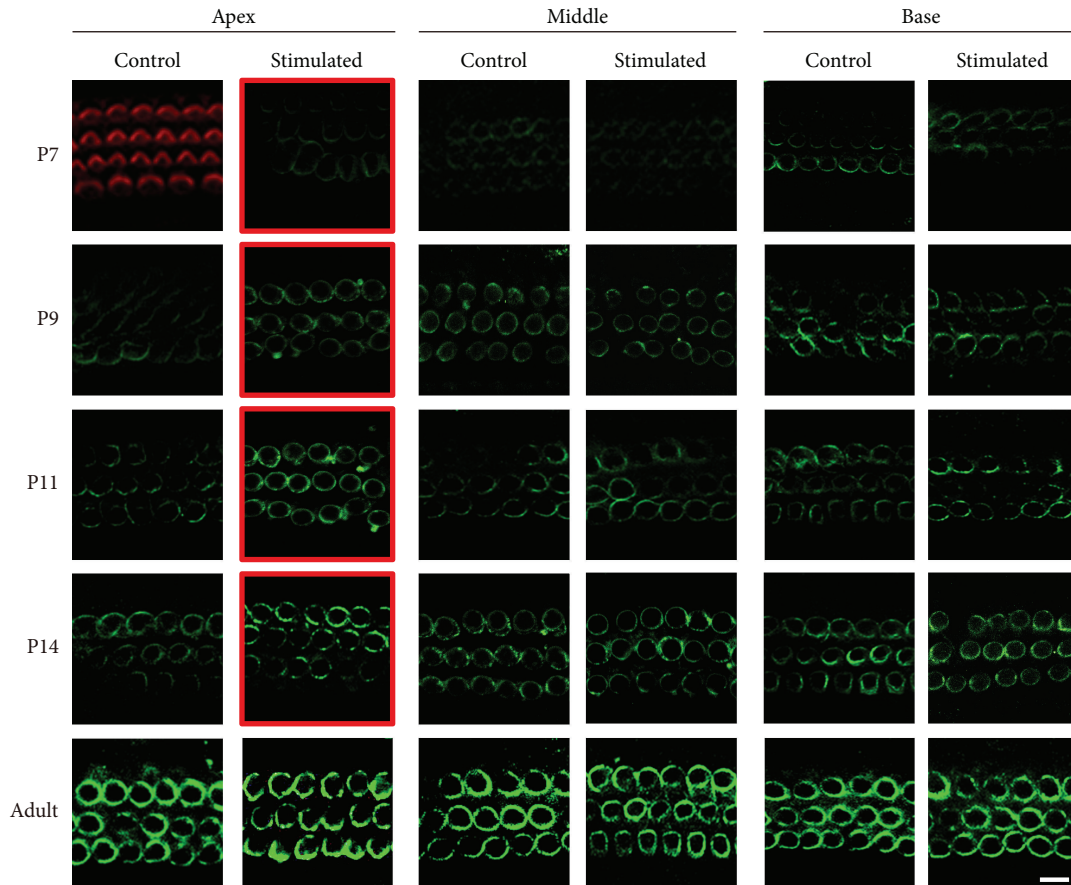 Apex Middle Base
Control Stimulated Control Stimulated Control Stimulated
P7
P9
P11
P14
Adult